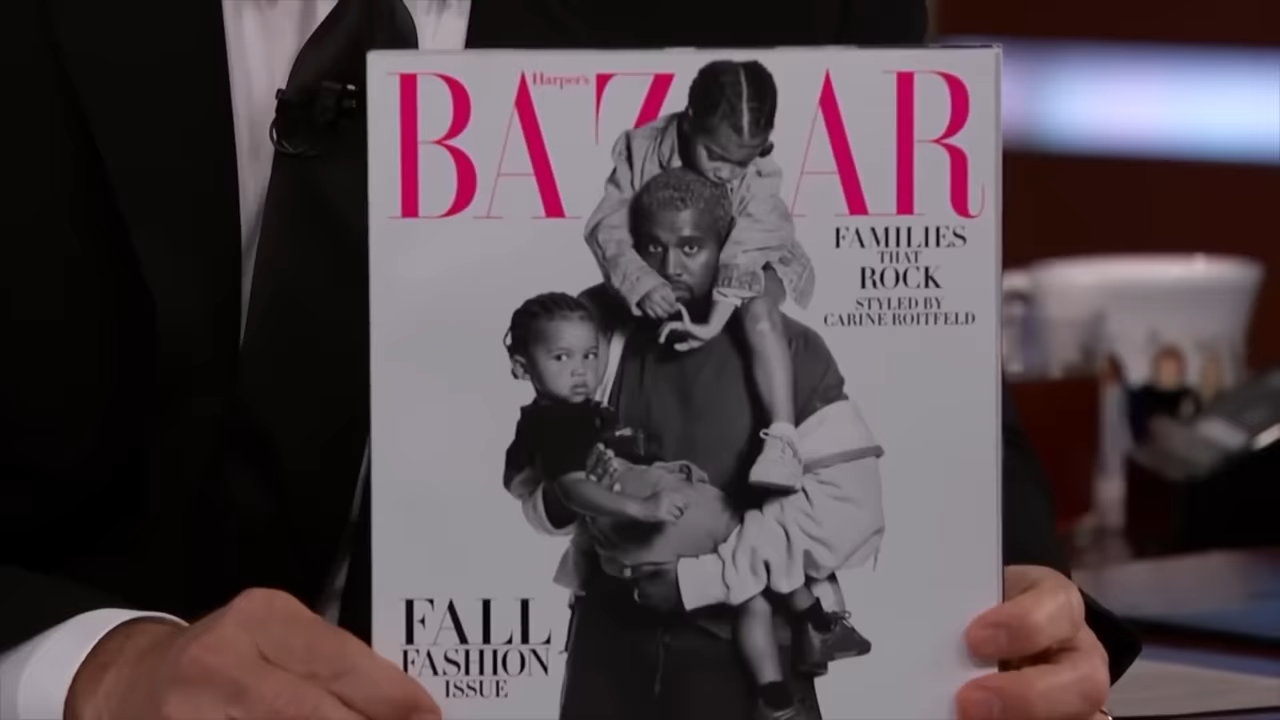 Harper's
BAZAAR
FAMILIES
THAT
ROCK
STYLED BY
CARINE ROITFELD
FALL
FASHION
ISSUE